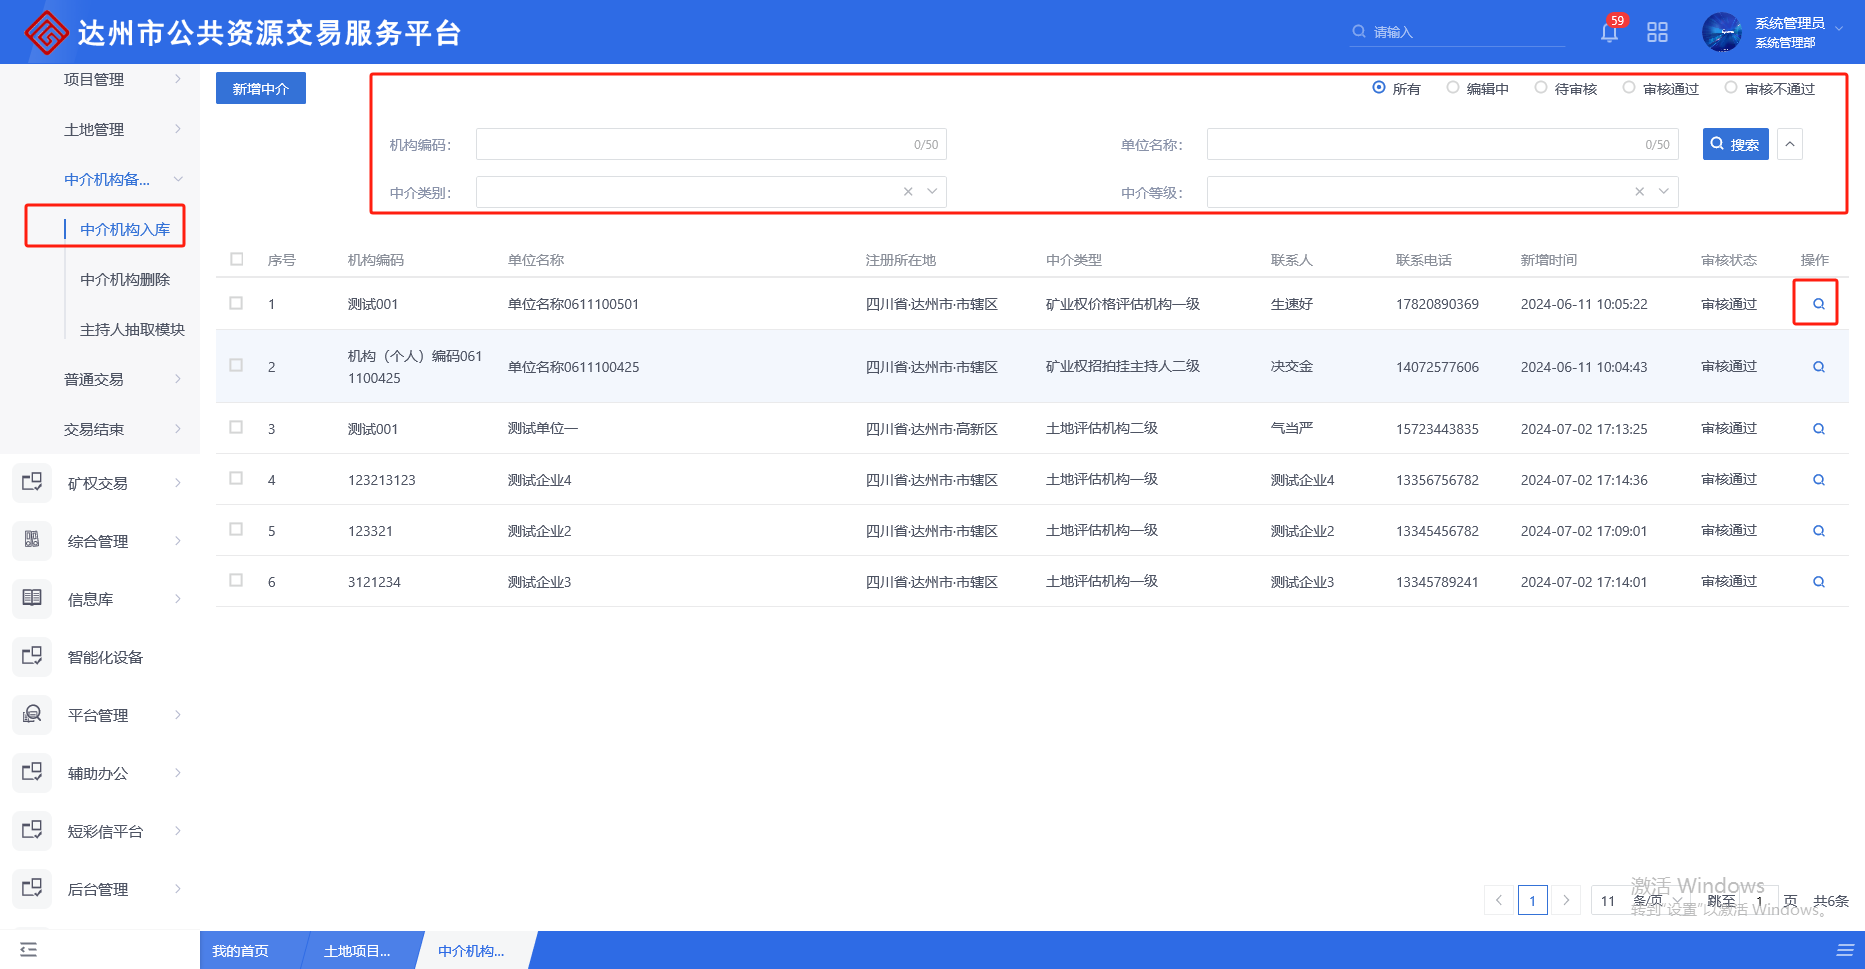 达州市公共资源交易服务平台
请输入
59
系统管理员
系统管理部
项目管理
土地管理
中介机构备...
中介机构入库
中介机构删除
主持人抽取模块
普通交易
交易结束
矿权交易
综合管理
信息库
智能化设备
平台管理
辅助办公
短彩信平台
后台管理
新增中介
所有 编辑中 待审核 审核通过 审核不通过
机构编码: 0/50 单位名称: 0/50 搜索
中介类别: 中介等级:
序号 机构编码 单位名称 注册所在地 中介类型 联系人 联系电话 新增时间 审核状态 操作
1 测试001 单位名称0611100501 四川省·达州市·市辖区 矿业权价格评估机构一级 生速好 17820890369 2024-06-11 10:05:22 审核通过
2 机构（个人）编码061
1100425 单位名称0611100425 四川省·达州市·市辖区 矿业权招拍挂主持人二级 决交金 14072577606 2024-06-11 10:04:43 审核通过
3 测试001 测试单位一 四川省·达州市·高新区 土地评估机构二级 气当严 15723443835 2024-07-02 17:13:25 审核通过
4 123213123 测试企业4 四川省·达州市·市辖区 土地评估机构一级 测试企业4 13356756782 2024-07-02 17:14:36 审核通过
5 123321 测试企业2 四川省·达州市·市辖区 土地评估机构一级 测试企业2 13345456782 2024-07-02 17:09:01 审核通过
6 3121234 测试企业3 四川省·达州市·市辖区 土地评估机构一级 测试企业3 13345789241 2024-07-02 17:14:01 审核通过
1 11 条/页 跳至 1 页 共6条
激活 Windows
转到"设置"以激活 Windows。
我的首页 土地项目... 中介机构...